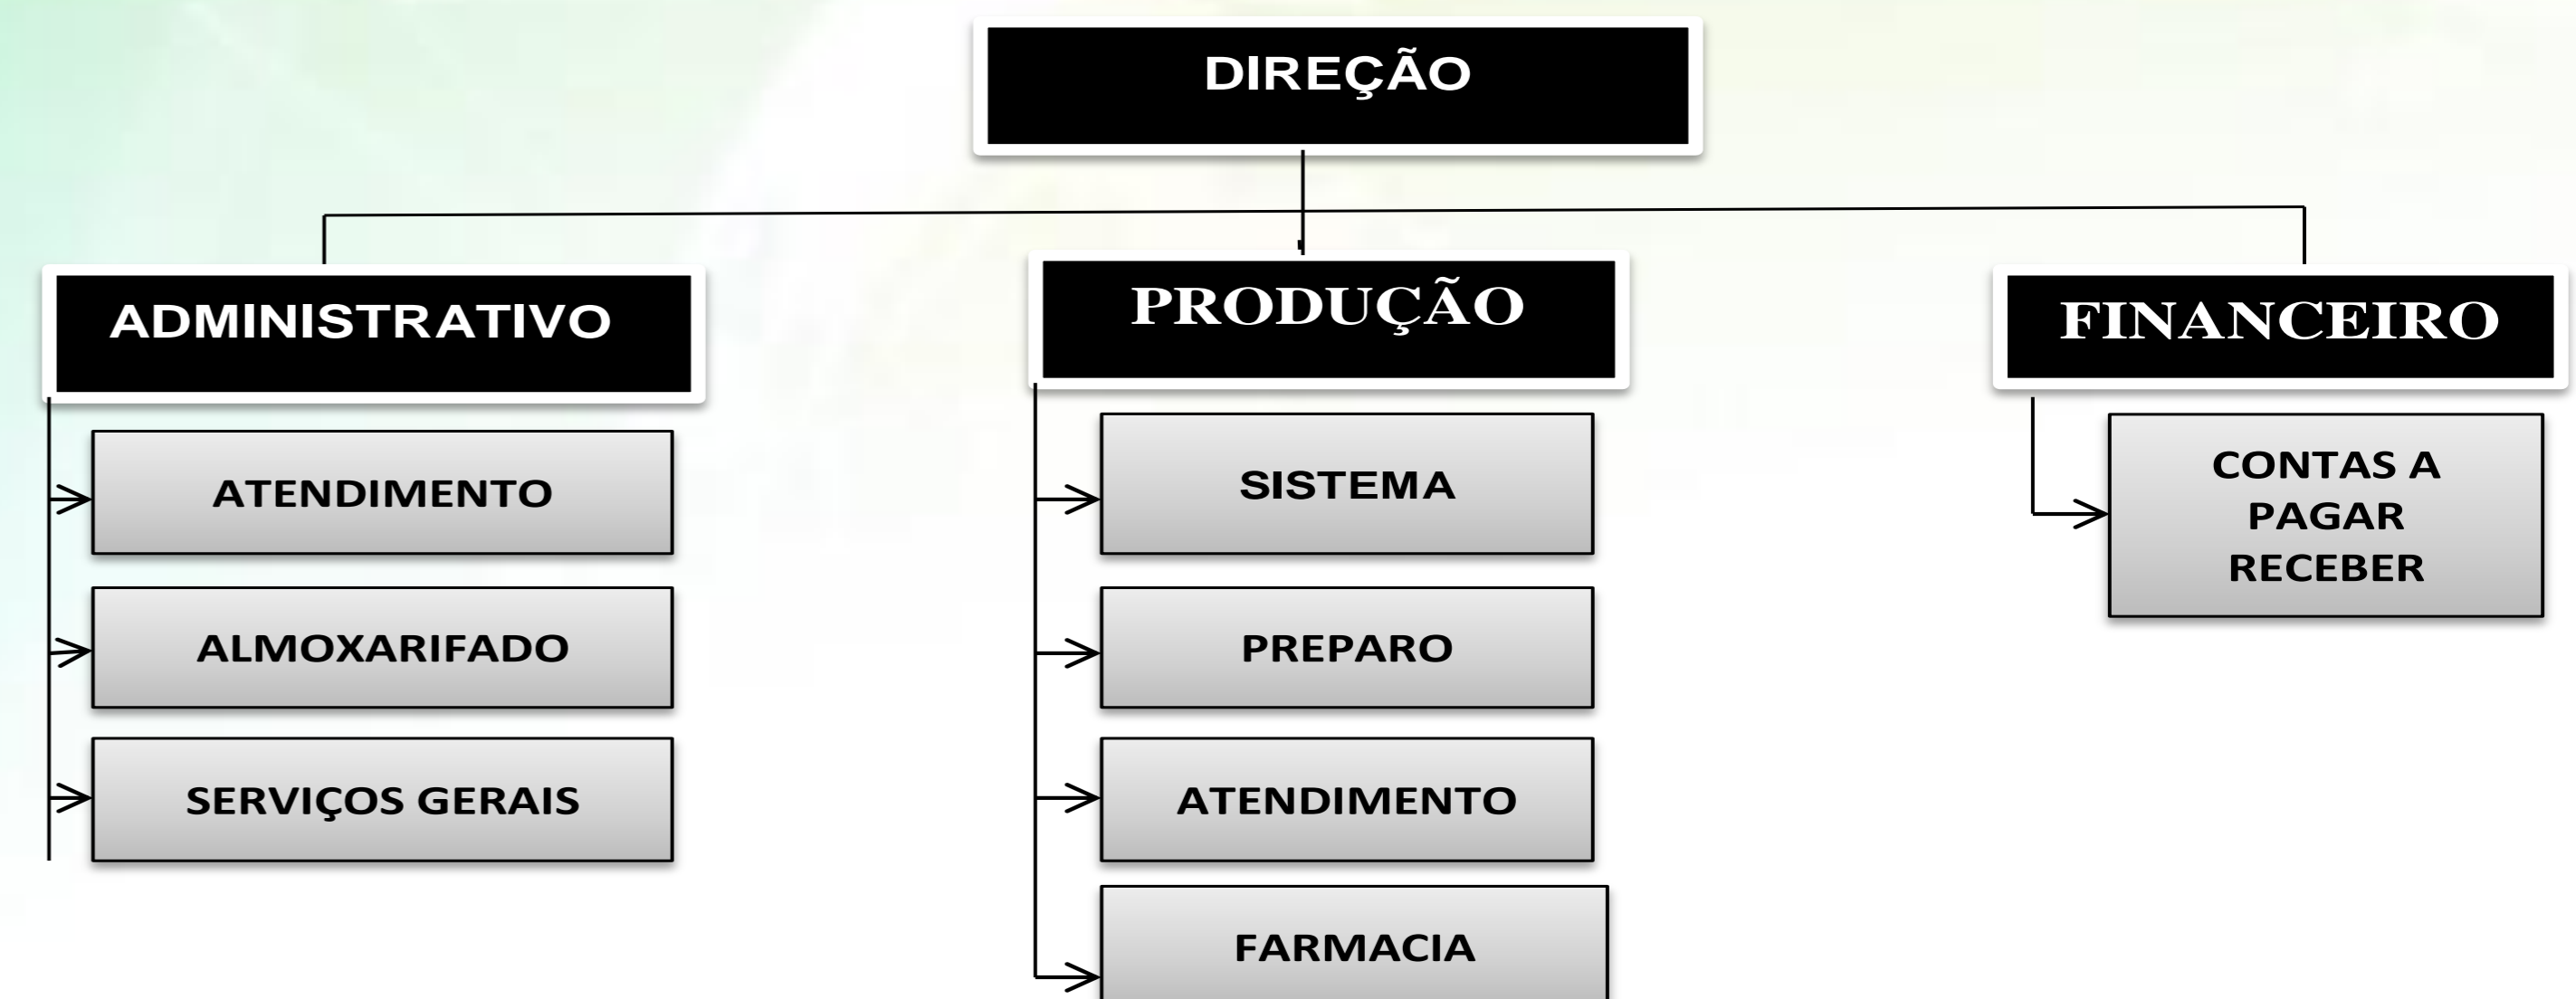 DIREÇÃO
ADMINISTRATIVO
ATENDIMENTO
ALMOXARIFADO
SERVIÇOS GERAIS
PRODUÇÃO
SISTEMA
PREPARO
ATENDIMENTO
FARMACIA
FINANCEIRO
CONTAS A
PAGAR
RECEBER